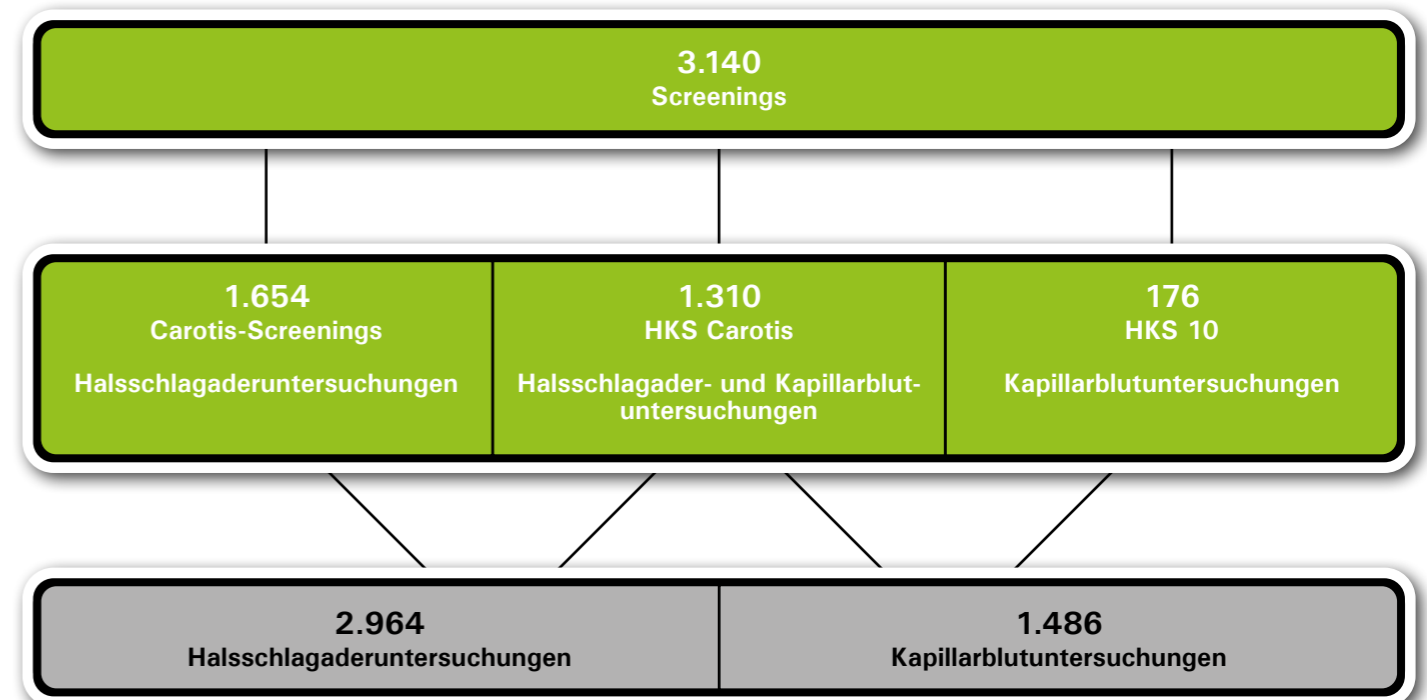 3.140
Screenings
1.654
Carotis-Screenings
Halsschlagaderuntersuchungen
1.310
HKS Carotis
Halsschlagader- und Kapillarblut-
untersuchungen
176
HKS 10
Kapillarblutuntersuchungen
2.964
Halsschlagaderuntersuchungen
1.486
Kapillarblutuntersuchungen